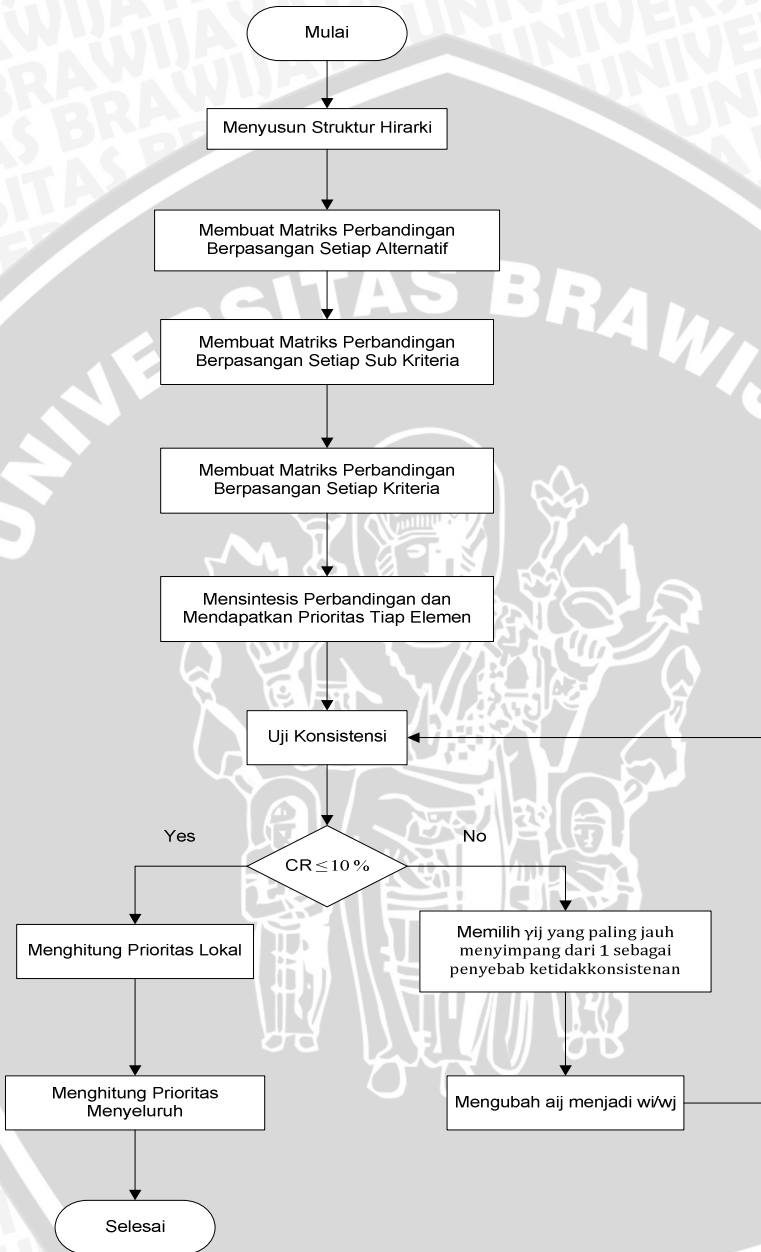 Mulai
Menyusun Struktur Hirarki
Membuat Matriks Perbandingan
Berpasangan Setiap Alternatif
Membuat Matriks Perbandingan
Berpasangan Setiap Sub Kriteria
Membuat Matriks Perbandingan
Berpasangan Setiap Kriteria
Mensintesis Perbandingan dan
Mendapatkan Prioritas Tiap Elemen
Uji Konsistensi
Yes
No
CR ≤ 10 %
Menghitung Prioritas Lokal
Memilih γij yang paling jauh
menyimpang dari 1 sebagai
penyebab ketidakkonsistenan
Menghitung Prioritas
Menyeluruh
Mengubah aij menjadi wi/wj
Selesai
UNIVERSITAS BRAWIJ